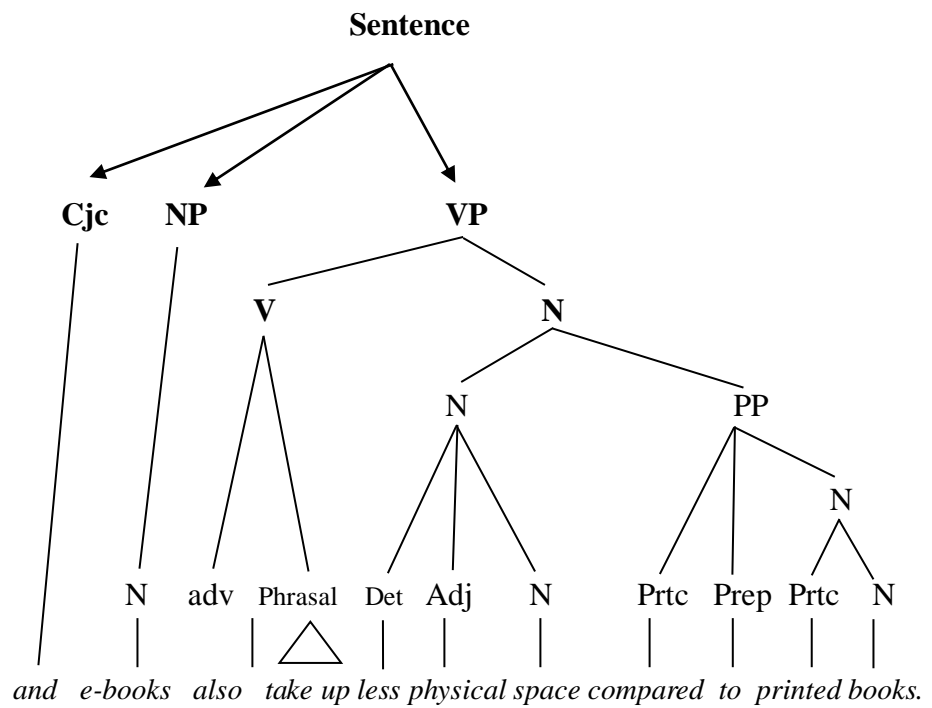 Sentence
Cjc NP VP
V N
N PP
N
N adv Phrasal Det Adj N Prtc Prep Prtc N
and e-books also take up less physical space compared to printed books.